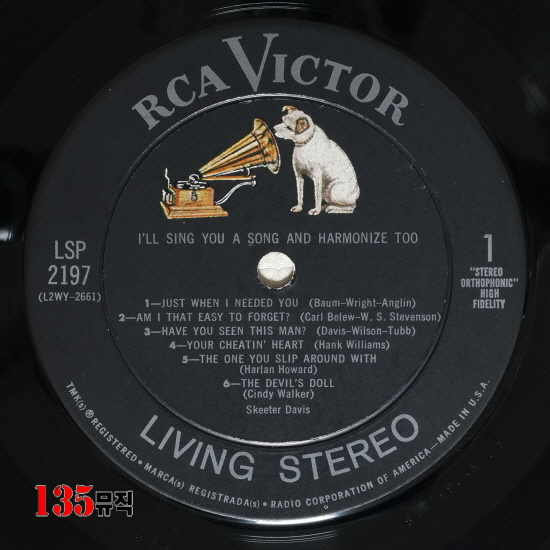 RCA VICTOR
I'LL SING YOU A SONG AND HARMONIZE TOO
LSP
2197
(L2WY-2661)
1
"STEREO
ORTHOPHONIC"
HIGH
FIDELITY
1—JUST WHEN I NEEDED YOU (Baum-Wright-Anglin)
2—AM I THAT EASY TO FORGET? (Carl Belew-W. S. Stevenson)
3—HAVE YOU SEEN THIS MAN? (Davis-Wilson-Tubb)
4—YOUR CHEATIN' HEART (Hank Williams)
5—THE ONE YOU SLIP AROUND WITH
(Harlan Howard)
6—THE DEVIL'S DOLL
(Cindy Walker)
Skeeter Davis
LIVING STEREO
TMK(s) ® REGISTERED • MARCA(s) REGISTRADA(s) • RADIO CORPORATION OF AMERICA—MADE IN U.S.A.
135뮤직